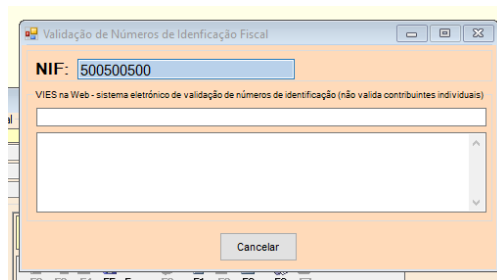 Validação de Números de Idenficação Fiscal
NIF: 500500500
VIES na Web - sistema eletrónico de validação de números de identificação (não valida contribuintes individuais)
Cancelar